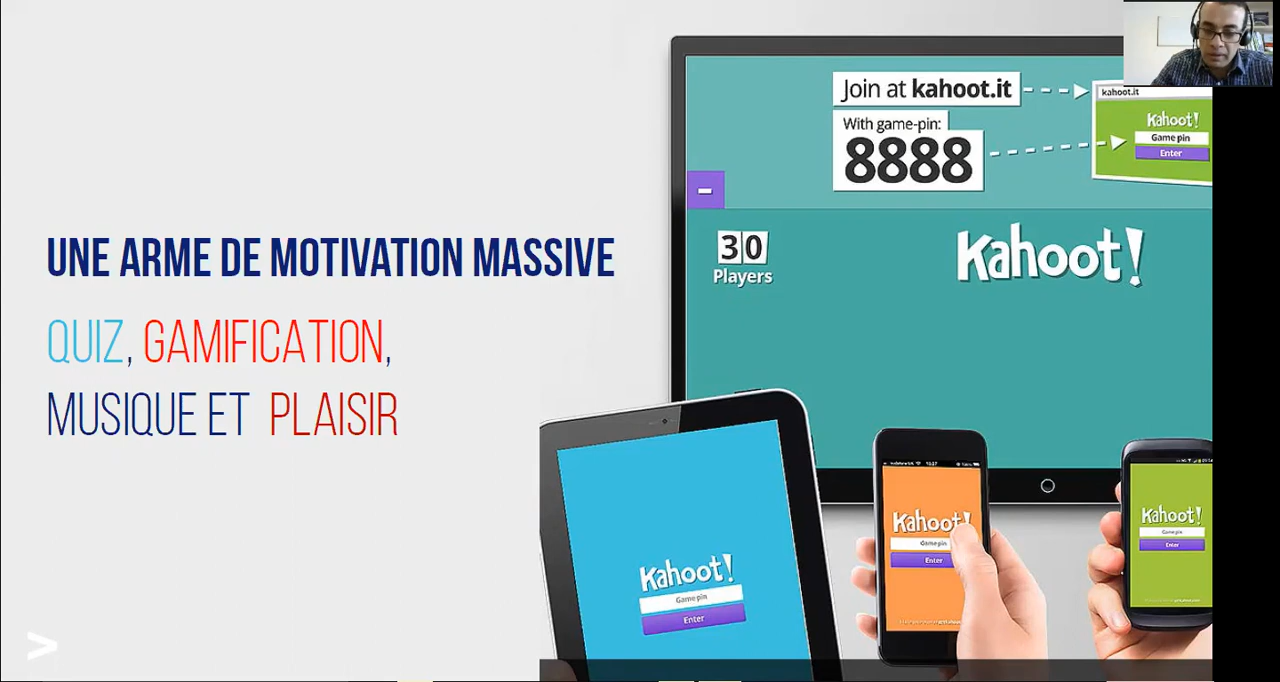 UNE ARME DE MOTIVATION MASSIVE
QUIZ, GAMIFICATION,
MUSIQUE ET PLAISIR
>
Join at kahoot.it
With game-pin:
8888
kahoot.it
Kahoot!
Game pin
Enter
30
Players
Kahoot!
Kahoot!
Game pin
Enter
Kahoot!
Game pin
Enter
Kahoot!
Game pin
Enter